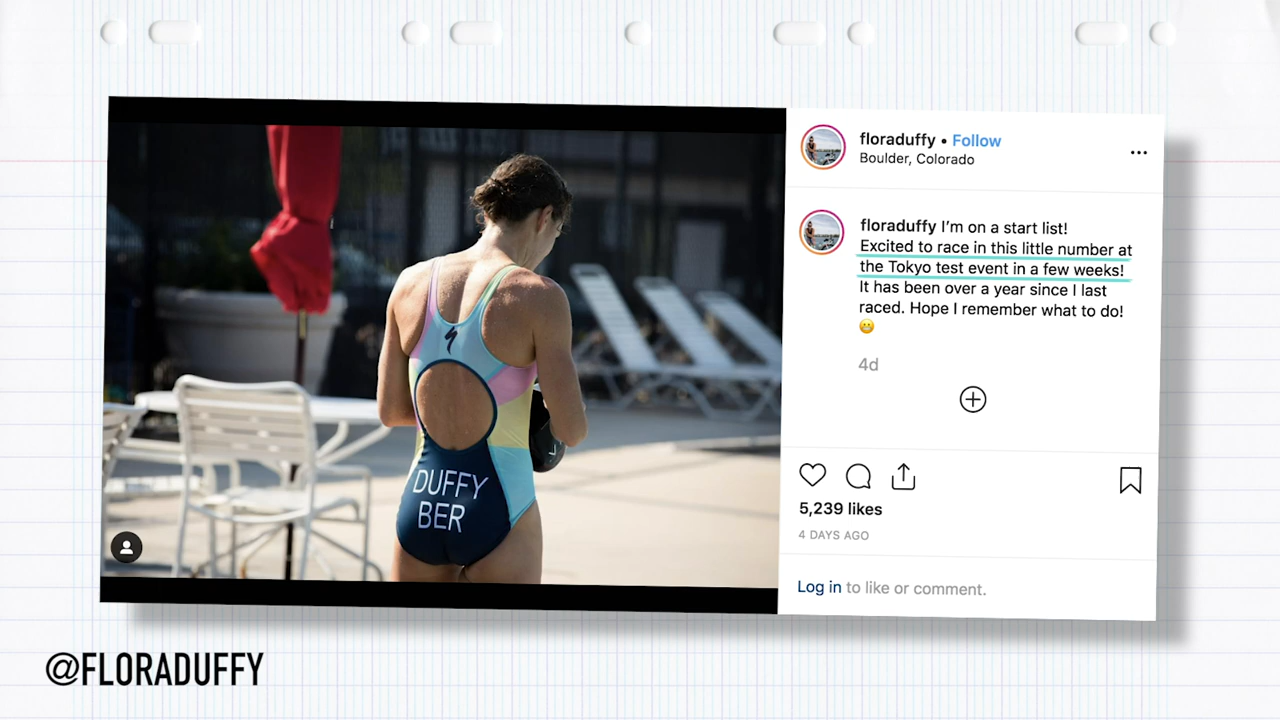 floraduffy • Follow
Boulder, Colorado
floraduffy I'm on a start list!
Excited to race in this little number at
the Tokyo test event in a few weeks!
It has been over a year since I last
raced. Hope I remember what to do!
😬
4d
5,239 likes
4 DAYS AGO
Log in to like or comment.
DUFFY
BER
@FLORADUFFY